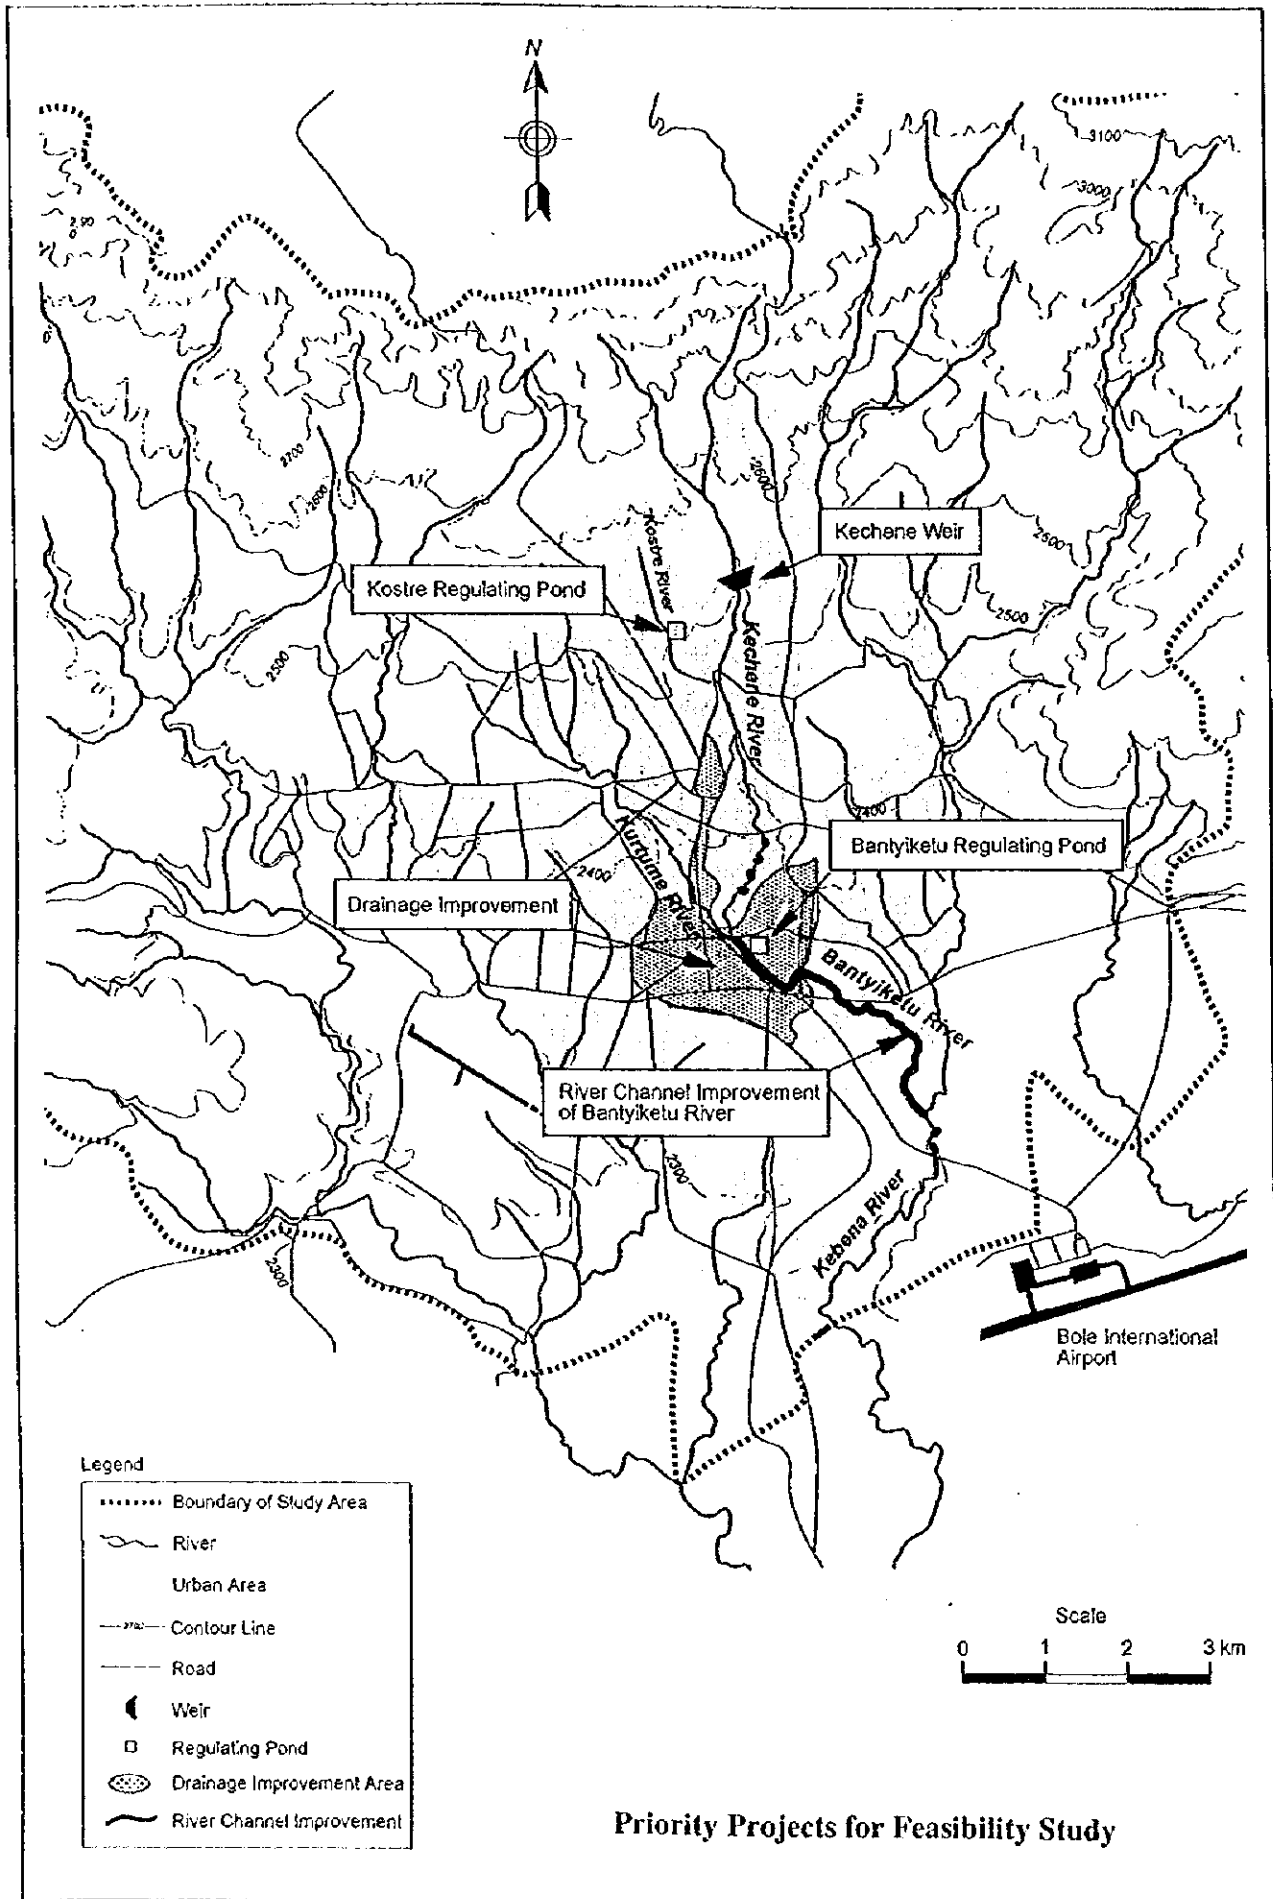 N
3100
3000
2700
2600
2600
Kechene Weir
2500
Kostre River
Kostre Regulating Pond
2500
2500
Kechene River
2400
Kurtume River
Bantyiketu Regulating Pond
2400
Drainage Improvement
Bantyiketu River
River Channel Improvement
of Bantyiketu River
2300
Kebena River
2300
Bole International
Airport
Legend
Boundary of Study Area
River
Urban Area
Contour Line
Road
Weir
Regulating Pond
Drainage Improvement Area
River Channel Improvement
Scale
0 1 2 3 km
Priority Projects for Feasibility Study